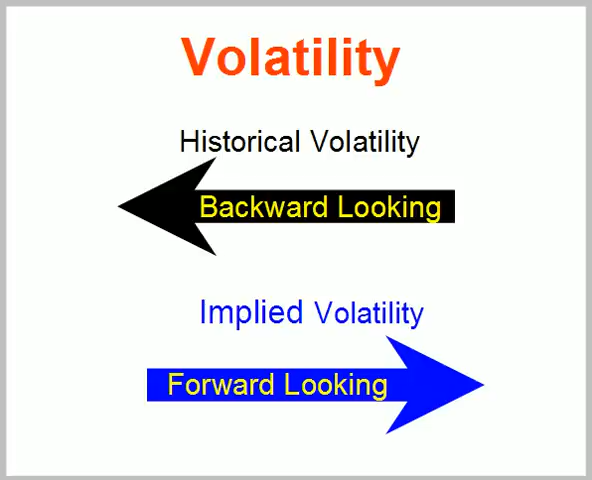 Volatility
Historical Volatility
Backward Looking
Implied Volatility
Forward Looking